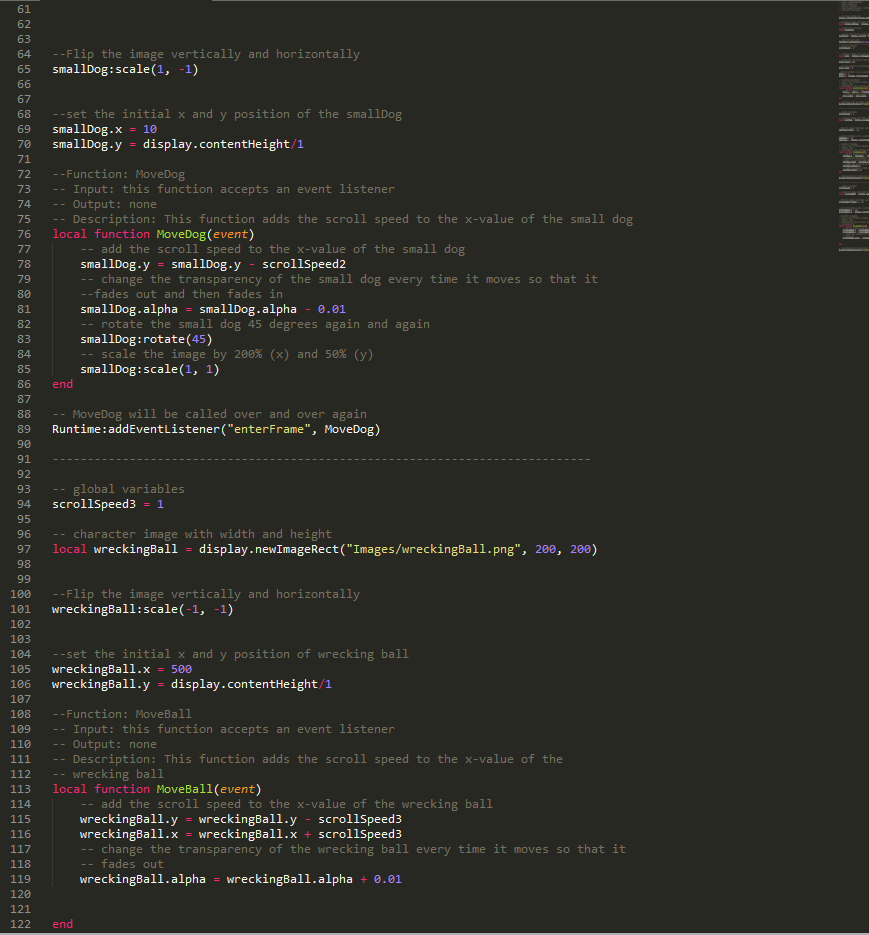 61
62
63
64 --Flip the image vertically and horizontally
65 smallDog:scale(1, -1)
66
67
68 --set the initial x and y position of the smallDog
69 smallDog.x = 10
70 smallDog.y = display.contentHeight/1
71
72 --Function: MoveDog
73 -- Input: this function accepts an event listener
74 -- Output: none
75 -- Description: This function adds the scroll speed to the x-value of the small dog
76 local function MoveDog(event)
77     -- add the scroll speed to the x-value of the small dog
78     smallDog.y = smallDog.y - scrollSpeed2
79     -- change the transparency of the small dog every time it moves so that it
80     --fades out and then fades in
81     smallDog.alpha = smallDog.alpha - 0.01
82     -- rotate the small dog 45 degrees again and again
83     smallDog:rotate(45)
84     -- scale the image by 200% (x) and 50% (y)
85     smallDog:scale(1, 1)
86 end
87
88 -- MoveDog will be called over and over again
89 Runtime:addEventListener("enterFrame", MoveDog)
90
91 -----------------------------------------------------------------------------
92
93 -- global variables
94 scrollSpeed3 = 1
95
96 -- character image with width and height
97 local wreckingBall = display.newImageRect("Images/wreckingBall.png", 200, 200)
98
99
100 --Flip the image vertically and horizontally
101 wreckingBall:scale(-1, -1)
102
103
104 --set the initial x and y position of wrecking ball
105 wreckingBall.x = 500
106 wreckingBall.y = display.contentHeight/1
107
108 --Function: MoveBall
109 -- Input: this function accepts an event listener
110 -- Output: none
111 -- Description: This function adds the scroll speed to the x-value of the
112 -- wrecking ball
113 local function MoveBall(event)
114     -- add the scroll speed to the x-value of the wrecking ball
115     wreckingBall.y = wreckingBall.y - scrollSpeed3
116     wreckingBall.x = wreckingBall.x + scrollSpeed3
117     -- change the transparency of the wrecking ball every time it moves so that it
118     -- fades out
119     wreckingBall.alpha = wreckingBall.alpha + 0.01
120
121
122 end